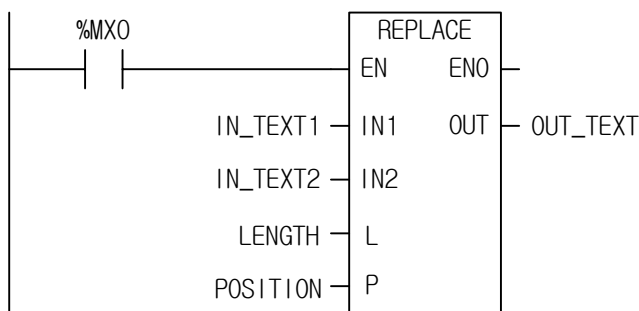 %MX0
REPLACE
EN ENO
IN_TEXT1 IN1 OUT OUT_TEXT
IN_TEXT2 IN2
LENGTH L
POSITION P